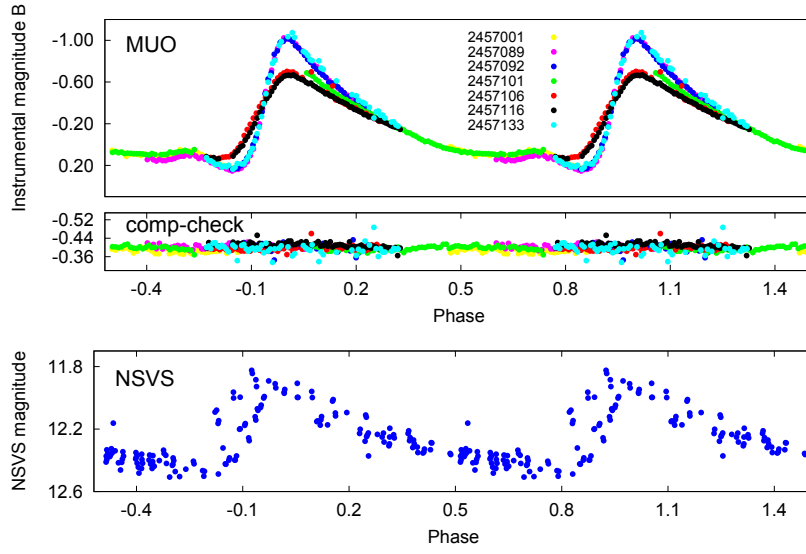 Instrumental magnitude B
-1.00
-0.60
-0.20
0.20
MUO
2457001
2457089
2457092
2457101
2457106
2457116
2457133
-0.52
-0.44
-0.36
comp-check
-0.4 -0.1 0.2 0.5 0.8 1.1 1.4
Phase
NSVS magnitude
11.8
12.2
12.6
NSVS
-0.4 -0.1 0.2 0.5 0.8 1.1 1.4
Phase